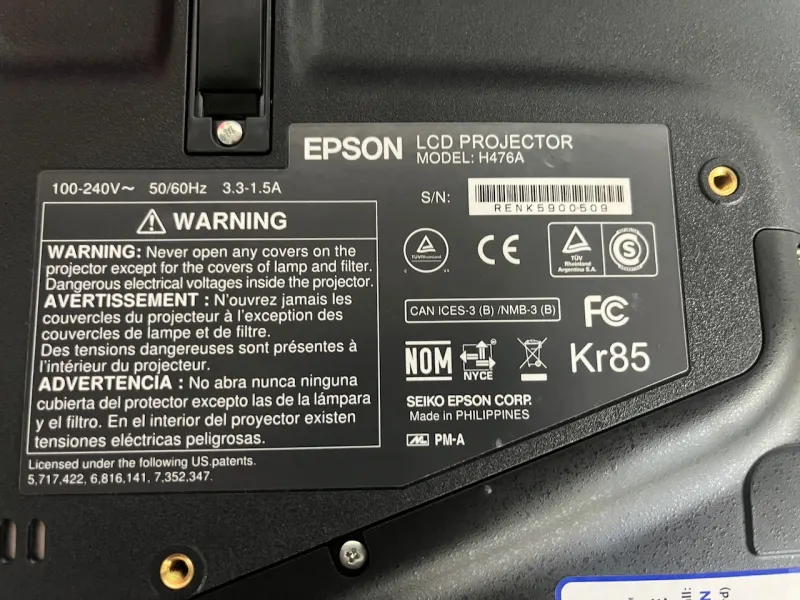 EPSON LCD PROJECTOR
MODEL: H476A
100-240V~ 50/60Hz 3.3-1.5A
S/N:
RENK5900509
WARNING
WARNING: Never open any covers on the
projector except for the covers of lamp and filter.
Dangerous electrical voltages inside the projector.
AVERTISSEMENT : N'ouvrez jamais les
couvercles du projecteur à l'exception des
couvercles de lampe et de filtre.
Des tensions dangereuses sont présentes à
l'intérieur du projecteur.
ADVERTENCIA : No abra nunca ninguna
cubierta del protector excepto las de la lámpara
y el filtro. En el interior del proyector existen
tensiones eléctricas peligrosas.
Licensed under the following US.patents.
5,717,422, 6,816,141, 7,352,347.
TÜVRheinland
C US
CE
TÜV
Rheinland
Argentina S.A.
S
CAN ICES-3 (B) /NMB-3 (B)
FC
NOM
NYCE
Kr85
SEIKO EPSON CORP.
Made in PHILIPPINES
PM-A
N